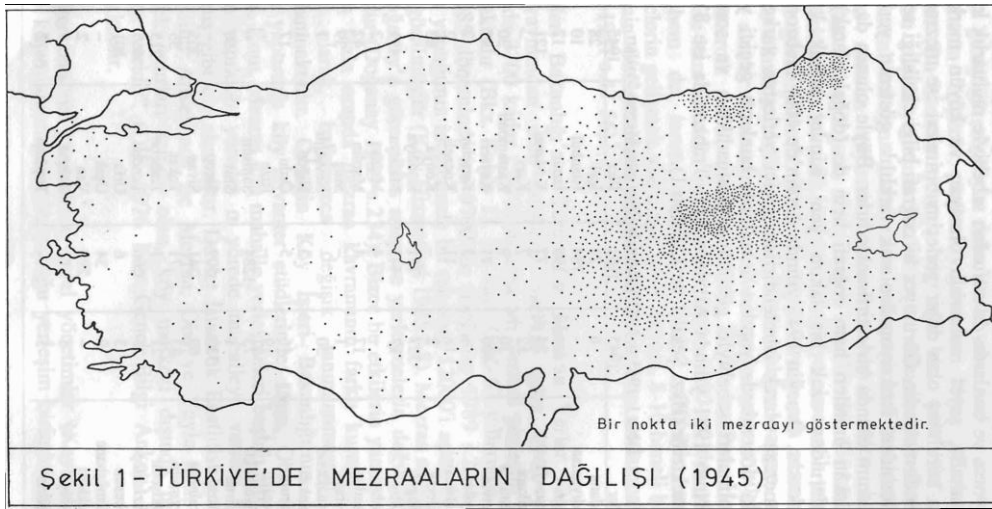 Bir nokta iki mezraayı göstermektedir.
Şekil 1- TÜRKİYE'DE MEZRAALARIN DAĞILIŞI (1945)